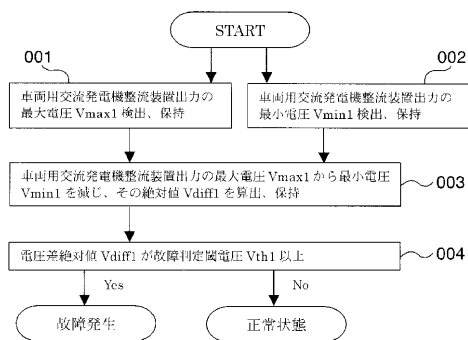 START
001
002
車両用交流発電機整流装置出力の
最大電圧 Vmax1 検出、保持
車両用交流発電機整流装置出力の
最小電圧 Vmin1 検出、保持
車両用交流発電機整流装置出力の最大電圧 Vmax1 から最小電圧
Vmin1 を減じ、その絶対値 Vdiff1 を算出、保持
003
電圧差絶対値 Vdiff1 が故障判定閾電圧 Vth1 以上
004
Yes
No
故障発生
正常状態